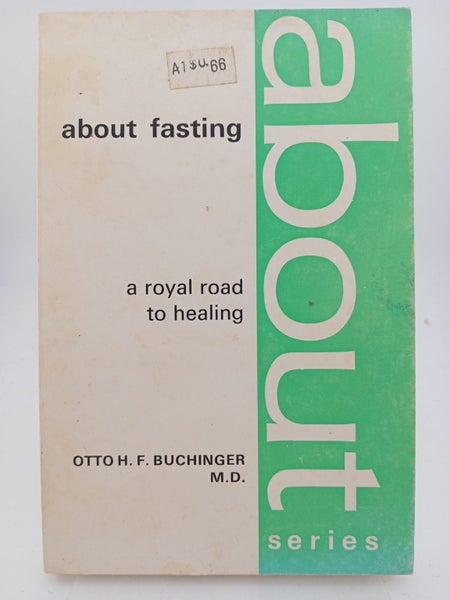 A1 $0.66
about fasting
a royal road
to healing
OTTO H. F. BUCHINGER
M.D.
about
series